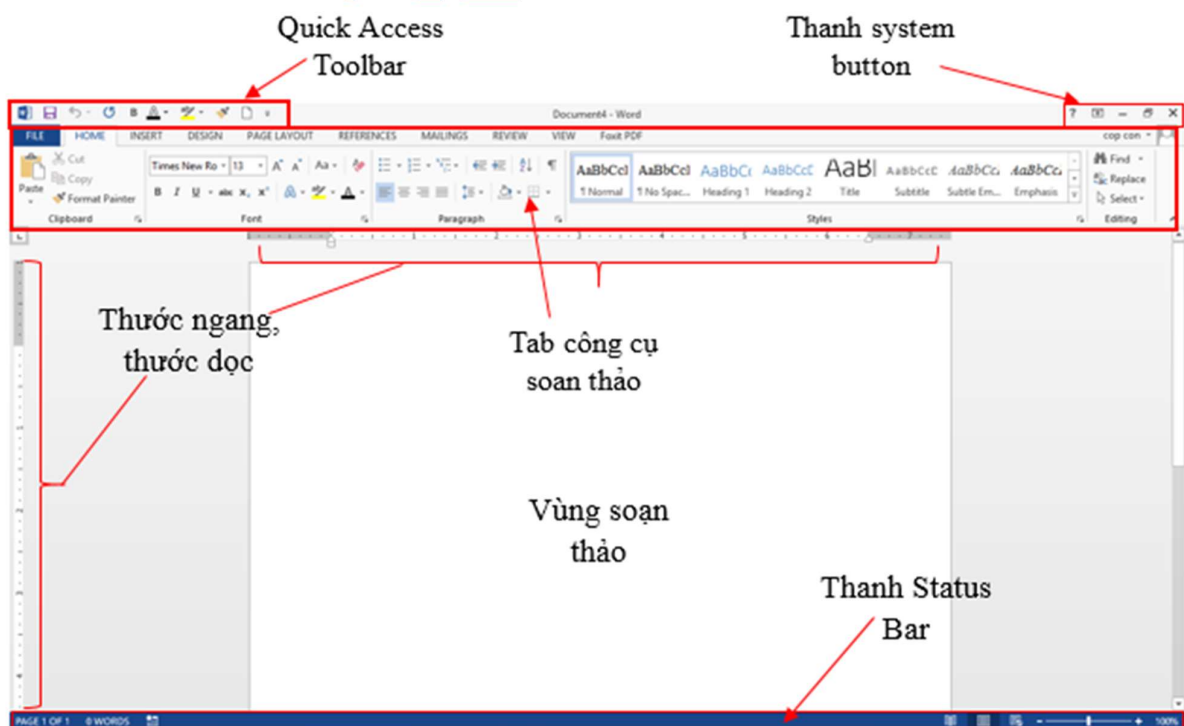 Quick Access
Toolbar
Thanh system
button
Document4 - Word
FILE HOME INSERT DESIGN PAGE LAYOUT REFERENCES MAILINGS REVIEW VIEW Foxit PDF
cop con
Cut
Copy
Format Painter
Paste
Clipboard
Times New Ro 13
Font
Paragraph
AaBbCcI AaBbCcI AaBbCc AaBbCcC AaBl AaBbCcC AaBbCc. AaBbCc.
¶ Normal ¶ No Spac... Heading 1 Heading 2 Title Subtitle Subtle Em... Emphasis
Styles
Find
Replace
Select
Editing
Thước ngang,
thước dọc
Tab công cụ
soan thảo
Vùng soạn
thảo
Thanh Status
Bar
PAGE 1 OF 1 0 WORDS 100%